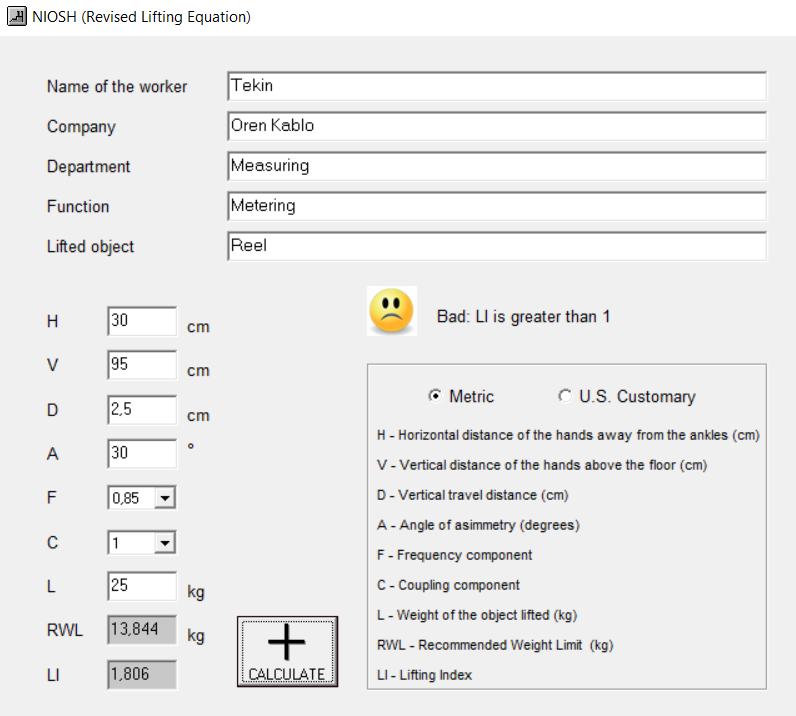 NIOSH (Revised Lifting Equation)
Name of the worker Tekin
Company Oren Kablo
Department Measuring
Function Metering
Lifted object Reel
Bad: LI is greater than 1
H 30 cm
V 95 cm
D 2,5 cm
A 30 °
F 0,85
C 1
L 25 kg
RWL 13,844 kg
LI 1,806
CALCULATE
Metric U.S. Customary
H - Horizontal distance of the hands away from the ankles (cm)
V - Vertical distance of the hands above the floor (cm)
D - Vertical travel distance (cm)
A - Angle of asimmetry (degrees)
F - Frequency component
C - Coupling component
L - Weight of the object lifted (kg)
RWL - Recommended Weight Limit (kg)
LI - Lifting Index